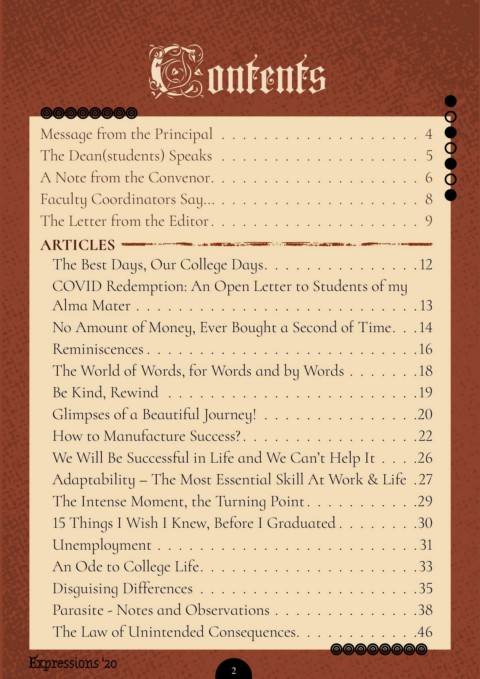 Contents
Message from the Principal . . . . . . . . . . . . . . . . . . . 4
The Dean(students) Speaks . . . . . . . . . . . . . . . . . . . 5
A Note from the Convenor. . . . . . . . . . . . . . . . . . . . 6
Faculty Coordinators Say... . . . . . . . . . . . . . . . . . . . 8
The Letter from the Editor. . . . . . . . . . . . . . . . . . . . 9
ARTICLES
The Best Days, Our College Days. . . . . . . . . . . . . . .12
COVID Redemption: An Open Letter to Students of my
Alma Mater . . . . . . . . . . . . . . . . . . . . . . . . . .13
No Amount of Money, Ever Bought a Second of Time. . .14
Reminiscences . . . . . . . . . . . . . . . . . . . . . . . . .16
The World of Words, for Words and by Words . . . . . . .18
Be Kind, Rewind . . . . . . . . . . . . . . . . . . . . . . . .19
Glimpses of a Beautiful Journey! . . . . . . . . . . . . . . .20
How to Manufacture Success?. . . . . . . . . . . . . . . . .22
We Will Be Successful in Life and We Can't Help It . . . .26
Adaptability – The Most Essential Skill At Work & Life .27
The Intense Moment, the Turning Point. . . . . . . . . . .29
15 Things I Wish I Knew, Before I Graduated . . . . . . . .30
Unemployment . . . . . . . . . . . . . . . . . . . . . . . . .31
An Ode to College Life. . . . . . . . . . . . . . . . . . . . .33
Disguising Differences . . . . . . . . . . . . . . . . . . . . .35
Parasite - Notes and Observations . . . . . . . . . . . . . .38
The Law of Unintended Consequences. . . . . . . . . . . .46
Expressions '20
2